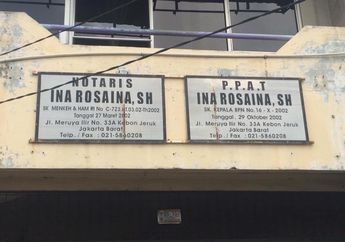 NOTARIS
INA ROSAINA, SH
SK MENKEH & HAM RI No C-723.HT.03.02-Th2002
Tanggal 27 Maret 2002
Jl. Meruya Ilir No. 33A Kebon Jeruk
Jakarta Barat
Telp. / Fax : 021-5860208
P.P.A.T
INA ROSAINA, SH
SK. KEPALA BPN No. 16 - X - 2002
Tanggal, 29 Oktober 2002
Jl. Meruya Ilir No. 33A Kebon Jeruk
Jakarta Barat
Telp. / Fax : 021-5860208